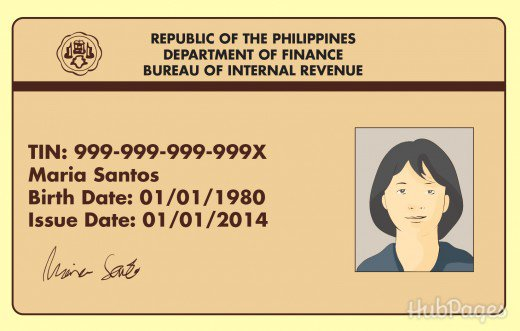 REPUBLIC OF THE PHILIPPINES
DEPARTMENT OF FINANCE
BUREAU OF INTERNAL REVENUE
TIN: 999-999-999-999X
Maria Santos
Birth Date: 01/01/1980
Issue Date: 01/01/2014
HubPages